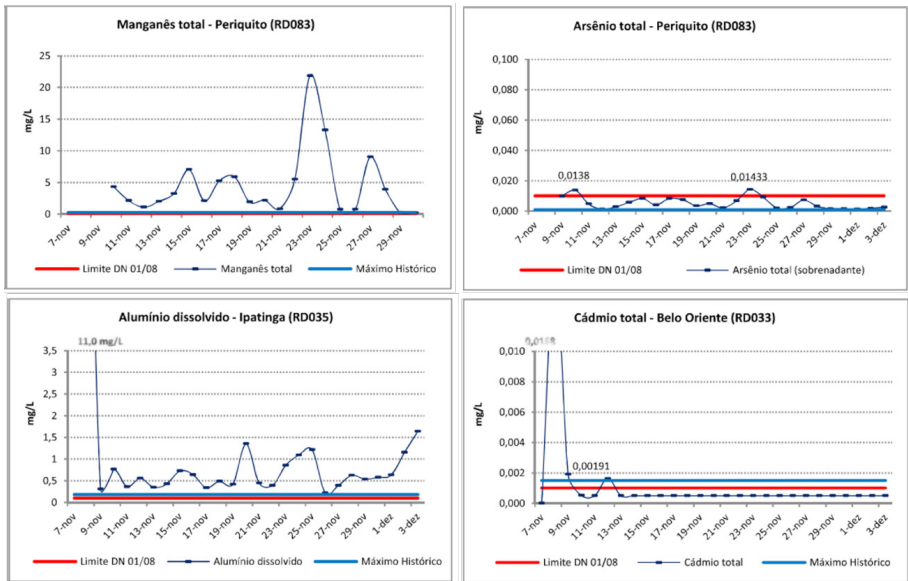 Manganês total - Periquito (RD083)
25
20
15
10
5
0
mg/L
7-nov
9-nov
11-nov
13-nov
15-nov
17-nov
19-nov
21-nov
23-nov
25-nov
27-nov
29-nov
Limite DN 01/08
Manganês total
Máximo Histórico
Arsênio total - Periquito (RD083)
0,100
0,080
0,060
0,040
0,020
0,000
mg/L
0,0138
0,01433
7-nov
9-nov
11-nov
13-nov
15-nov
17-nov
19-nov
21-nov
23-nov
25-nov
27-nov
29-nov
1-dez
3-dez
Limite DN 01/08
Arsênio total (sobrenadante)
Alumínio dissolvido - Ipatinga (RD035)
11,0 mg/L
3,5
3
2,5
2
1,5
1
0,5
0
mg/L
7-nov
9-nov
11-nov
13-nov
15-nov
17-nov
19-nov
21-nov
23-nov
25-nov
27-nov
29-nov
1-dez
3-dez
Limite DN 01/08
Alumínio dissolvido
Máximo Histórico
Cádmio total - Belo Oriente (RD033)
0,010
0,008
0,006
0,004
0,002
0,000
mg/L
0,00191
7-nov
9-nov
11-nov
13-nov
15-nov
17-nov
19-nov
21-nov
23-nov
25-nov
27-nov
29-nov
1-dez
3-dez
Limite DN 01/08
Cádmio total
Máximo Histórico